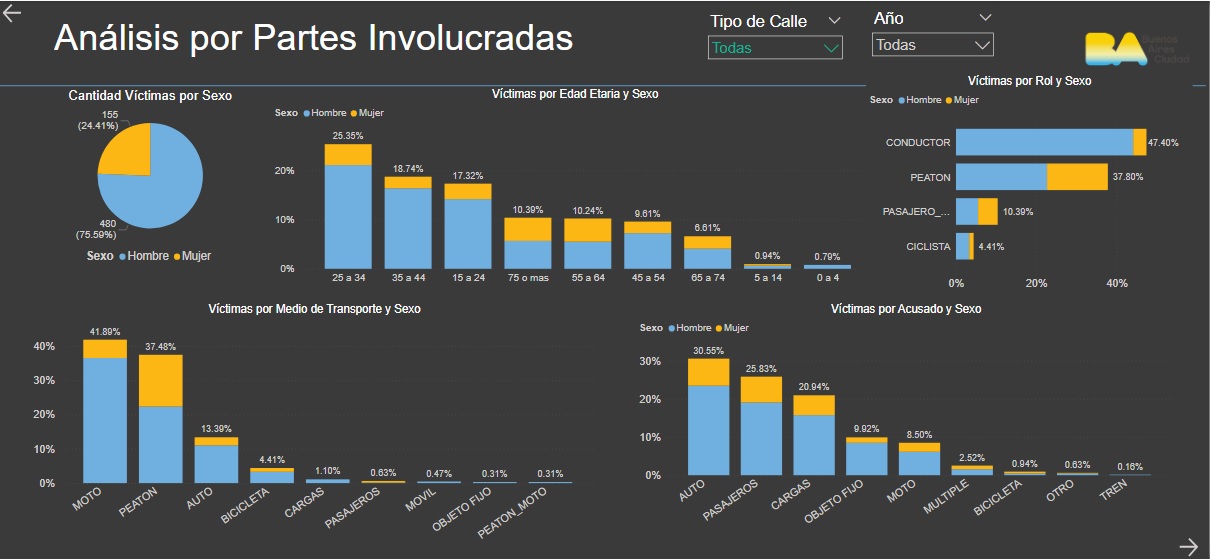 Análisis por Partes Involucradas
Tipo de Calle
Todas
Año
Todas
BA Buenos
Aires
Ciudad
Cantidad Víctimas por Sexo
155
(24.41%)
480
(75.59%)
Sexo Hombre Mujer
Víctimas por Edad Etaria y Sexo
Sexo Hombre Mujer
20%
10%
0%
25.35%
18.74%
17.32%
10.39%
10.24%
9.61%
6.61%
0.94%
0.79%
25 a 34
35 a 44
15 a 24
75 o mas
55 a 64
45 a 54
65 a 74
5 a 14
0 a 4
Víctimas por Rol y Sexo
Sexo Hombre Mujer
CONDUCTOR 47.40%
PEATON 37.80%
PASAJERO_... 10.39%
CICLISTA 4.41%
0% 20% 40%
Víctimas por Medio de Transporte y Sexo
40%
30%
20%
10%
0%
41.89%
37.48%
13.39%
4.41%
1.10%
0.63%
0.47%
0.31%
0.31%
MOTO
PEATON
AUTO
BICICLETA
CARGAS
PASAJEROS
MOVIL
OBJETO FIJO
PEATON_MOTO
Víctimas por Acusado y Sexo
Sexo Hombre Mujer
30%
20%
10%
0%
30.55%
25.83%
20.94%
9.92%
8.50%
2.52%
0.94%
0.63%
0.16%
AUTO
PASAJEROS
CARGAS
OBJETO FIJO
MOTO
MULTIPLE
BICICLETA
OTRO
TREN